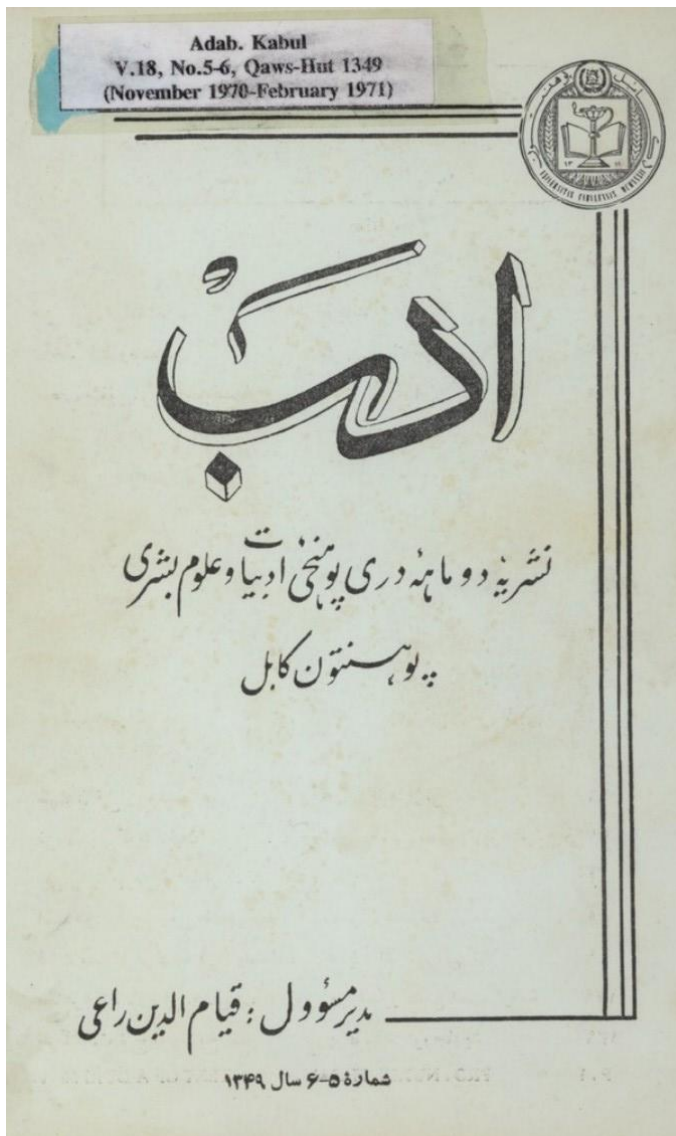 Adab. Kabul
V.18, No.5-6, Qaws-Hut 1349
(November 1970-February 1971)
ادب
نشریهٔ دو ماههٔ دری پوهنځی ادبیات و علوم بشری
پوهنتون کابل
مدیر مسؤول : قیام الدین راعی
شمارهٔ ۵-۶ سال ۱۳۴۹